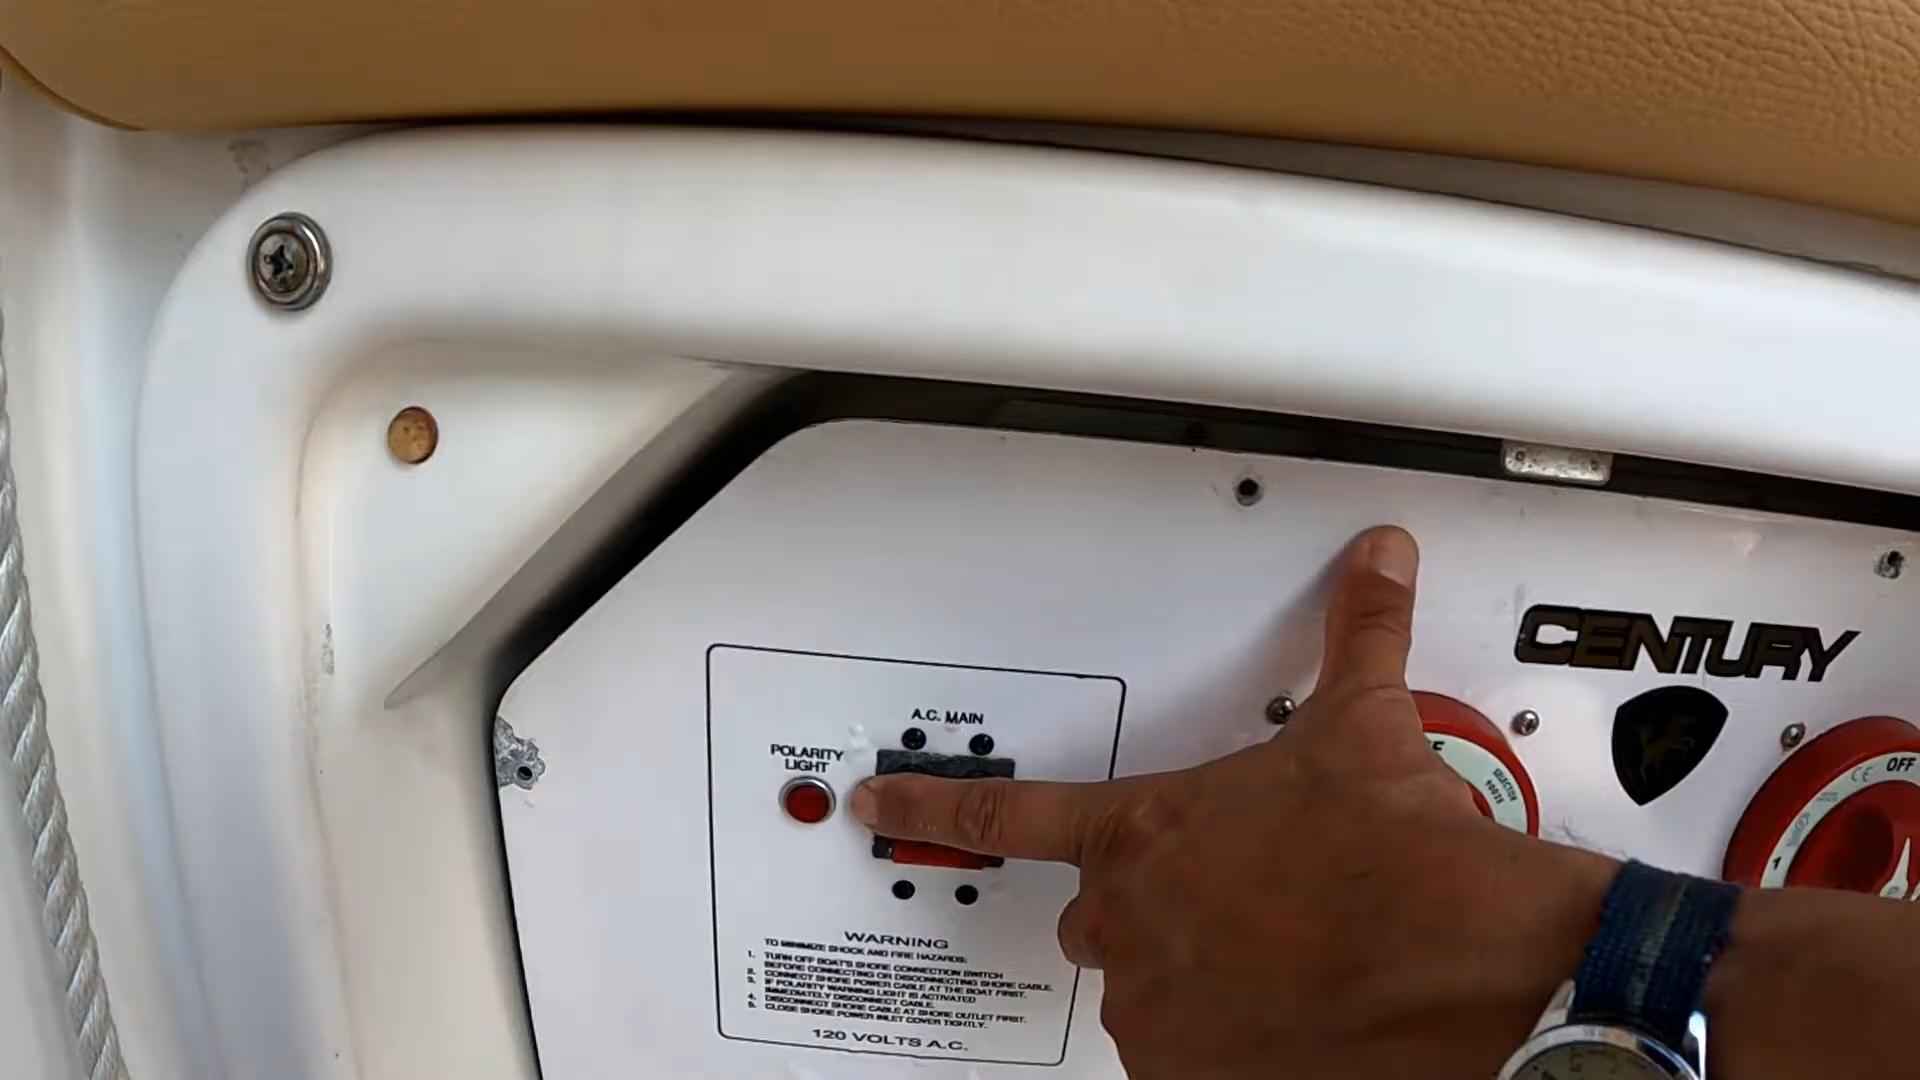 CENTURY
A.C. MAIN
POLARITY
LIGHT
OFF
SELECTOR
1
WARNING
TO MINIMIZE SHOCK AND FIRE HAZARDS:
1. TURN OFF BOAT'S SHORE CONNECTION SWITCH
BEFORE CONNECTING OR DISCONNECTING SHORE CABLE.
2. CONNECT SHORE POWER CABLE AT THE BOAT FIRST.
3. IF POLARITY WARNING LIGHT IS ACTIVATED
IMMEDIATELY DISCONNECT CABLE.
4. DISCONNECT SHORE CABLE AT SHORE OUTLET FIRST.
5. CLOSE SHORE POWER INLET COVER TIGHTLY.
120 VOLTS A.C.